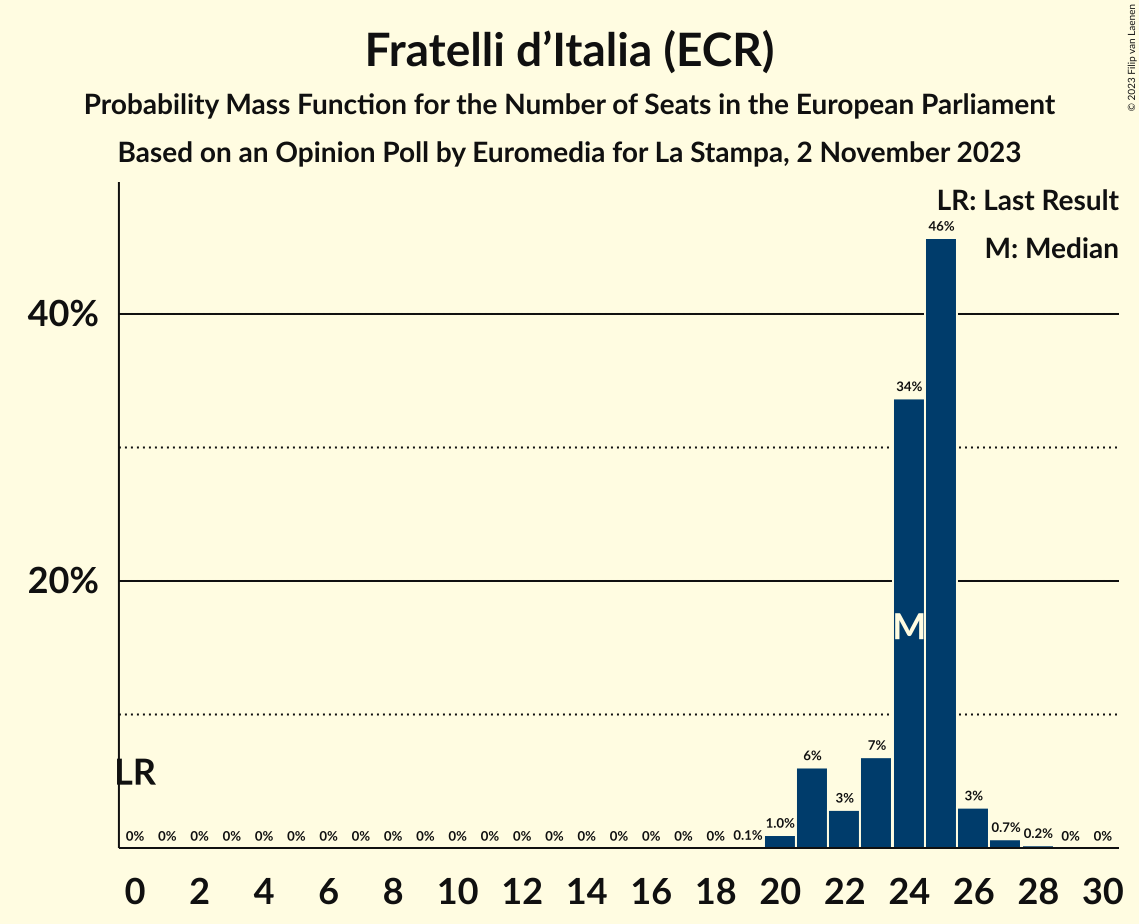 Fratelli d’Italia (ECR)
Probability Mass Function for the Number of Seats in the European Parliament
Based on an Opinion Poll by Euromedia for La Stampa, 2 November 2023
© 2023 Filip van Laenen
LR: Last Result
M: Median
40%
20%
46%
34%
M
LR
0% 0% 0% 0% 0% 0% 0% 0% 0% 0% 0% 0% 0% 0% 0% 0% 0% 0% 0% 0.1% 1.0% 6% 3% 7% 3% 0.7% 0.2% 0% 0%
0 2 4 6 8 10 12 14 16 18 20 22 24 26 28 30